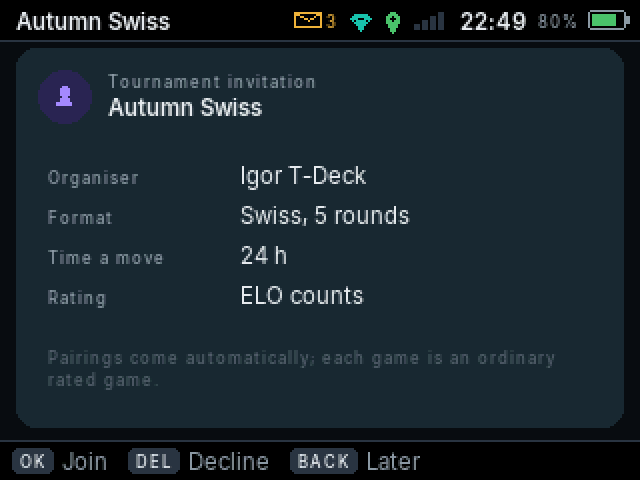 Autumn Swiss 3 22:49 80%
Tournament invitation
Autumn Swiss
Organiser Igor T-Deck
Format Swiss, 5 rounds
Time a move 24 h
Rating ELO counts
Pairings come automatically; each game is an ordinary
rated game.
OK Join DEL Decline BACK Later